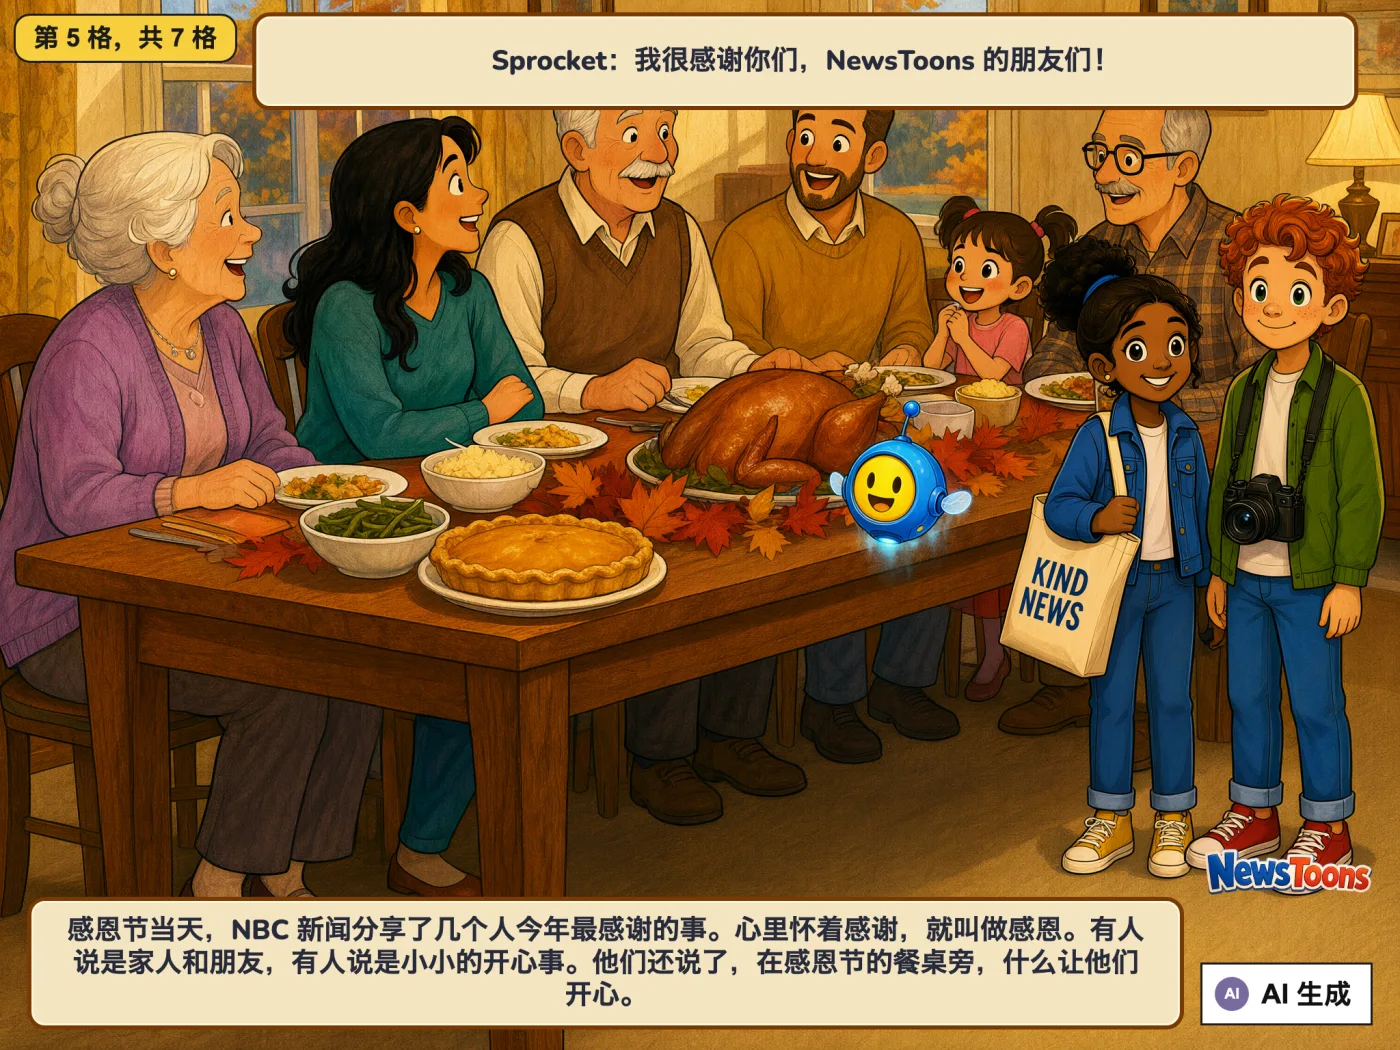 第 5 格，共 7 格
Sprocket：我很感谢你们，NewsToons 的朋友们！
KIND
NEWS
NewsToons
感恩节当天，NBC 新闻分享了几个人今年最感谢的事。心里怀着感谢，就叫做感恩。有人
说是家人和朋友，有人说是小小的开心事。他们还说了，在感恩节的餐桌旁，什么让他们
开心。
AI AI 生成